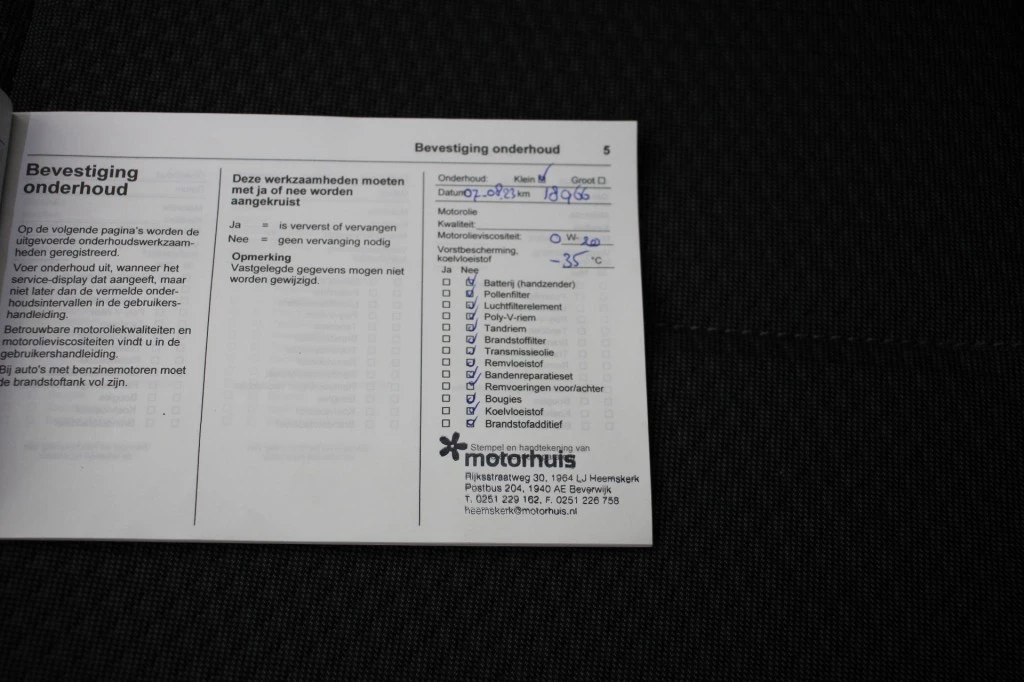 Bevestiging onderhoud 5
Bevestiging
onderhoud
Op de volgende pagina's worden de
uitgevoerde onderhoudswerkzaam-
heden geregistreerd.
Voer onderhoud uit, wanneer het
service-display dat aangeeft, maar
niet later dan de vermelde onder-
houdsintervallen in de gebruikers-
handleiding.
Betrouwbare motoroliekwaliteiten en
motorolieviscositeiten vindt u in de
gebruikershandleiding.
Bij auto's met benzinemotoren moet
de brandstoftank vol zijn.
Deze werkzaamheden moeten
met ja of nee worden
aangekruist
Ja = is ververst of vervangen
Nee = geen vervanging nodig
Opmerking
Vastgelegde gegevens mogen niet
worden gewijzigd.
Onderhoud: Klein Groot
Datum 02-08-23 km 18966
Motorolie
Kwaliteit
Motorolieviscositeit: 0 W- 20
Vorstbescherming,
koelvloeistof -35 °C
Ja Nee
Batterij (handzender)
Pollenfilter
Luchtfilterelement
Poly-V-riem
Tandriem
Brandstoffilter
Transmissieolie
Remvloeistof
Bandenreparatieset
Remvoeringen voor/achter
Bougies
Koelvloeistof
Brandstofadditief
Stempel en handtekening van
motorhuis
Rijksstraatweg 30, 1964 LJ Heemskerk
Postbus 204, 1940 AE Beverwijk
T. 0251 229 162, F. 0251 226 758
heemskerk@motorhuis.nl